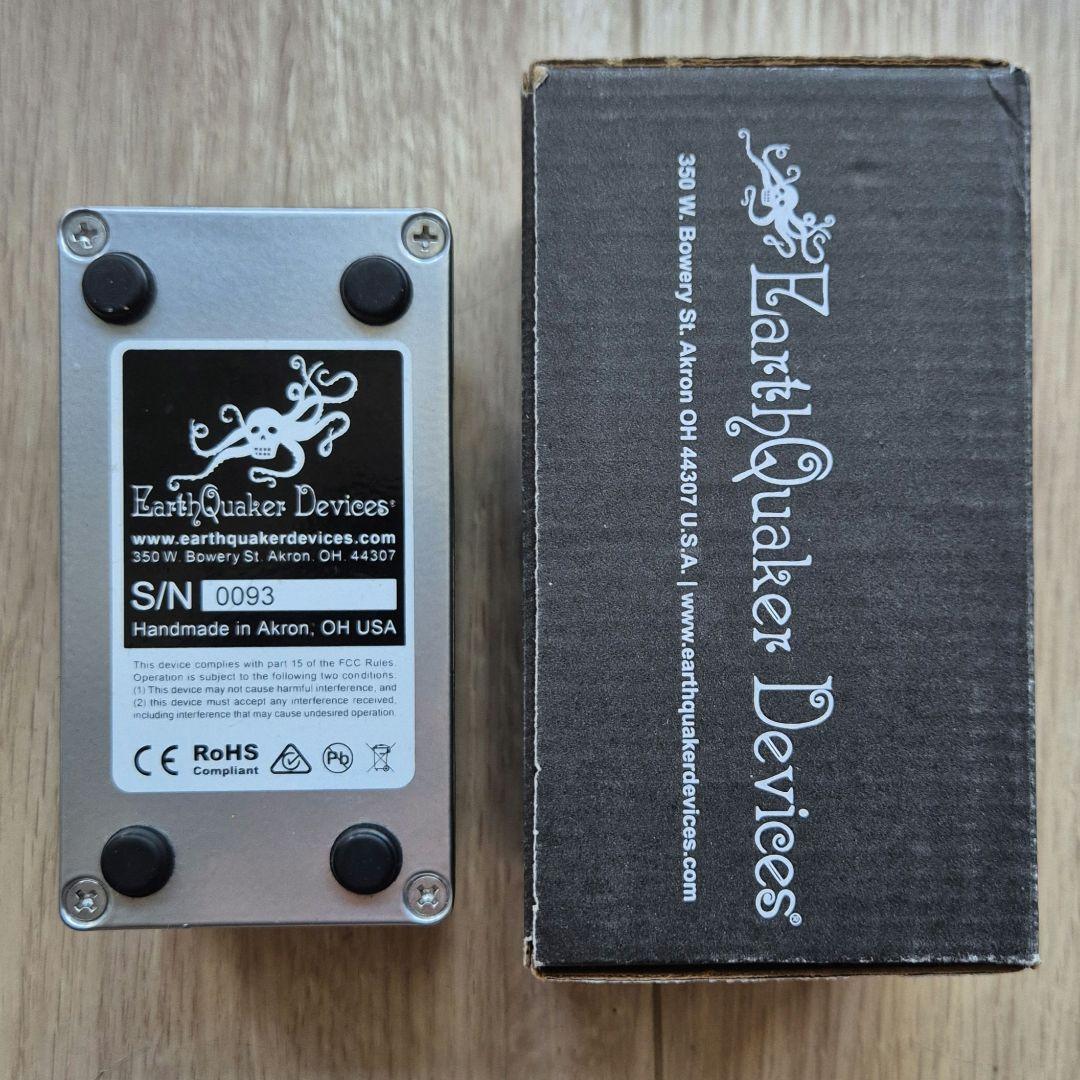 EarthQuaker Devices®
www.earthquakerdevices.com
350 W. Bowery St. Akron, OH. 44307
S/N 0093
Handmade in Akron, OH USA
This device complies with part 15 of the FCC Rules.
Operation is subject to the following two conditions.
(1) This device may not cause harmful interference, and
(2) this device must accept any interference received,
including interference that may cause undesired operation.
CE RoHS Compliant Pb
EarthQuaker Devices®
350 W. Bowery St. Akron OH 44307 U.S.A. | www.earthquakerdevices.com